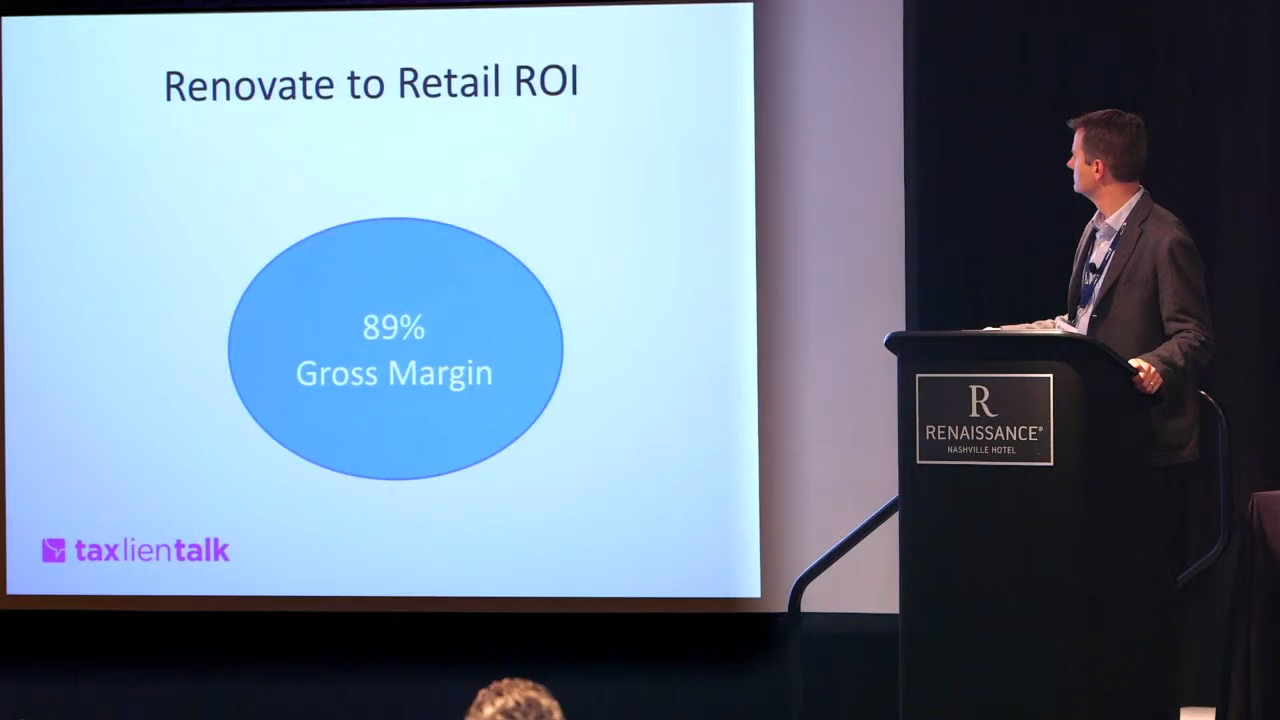 Renovate to Retail ROI
89%
Gross Margin
taxlientalk
R
RENAISSANCE®
NASHVILLE HOTEL